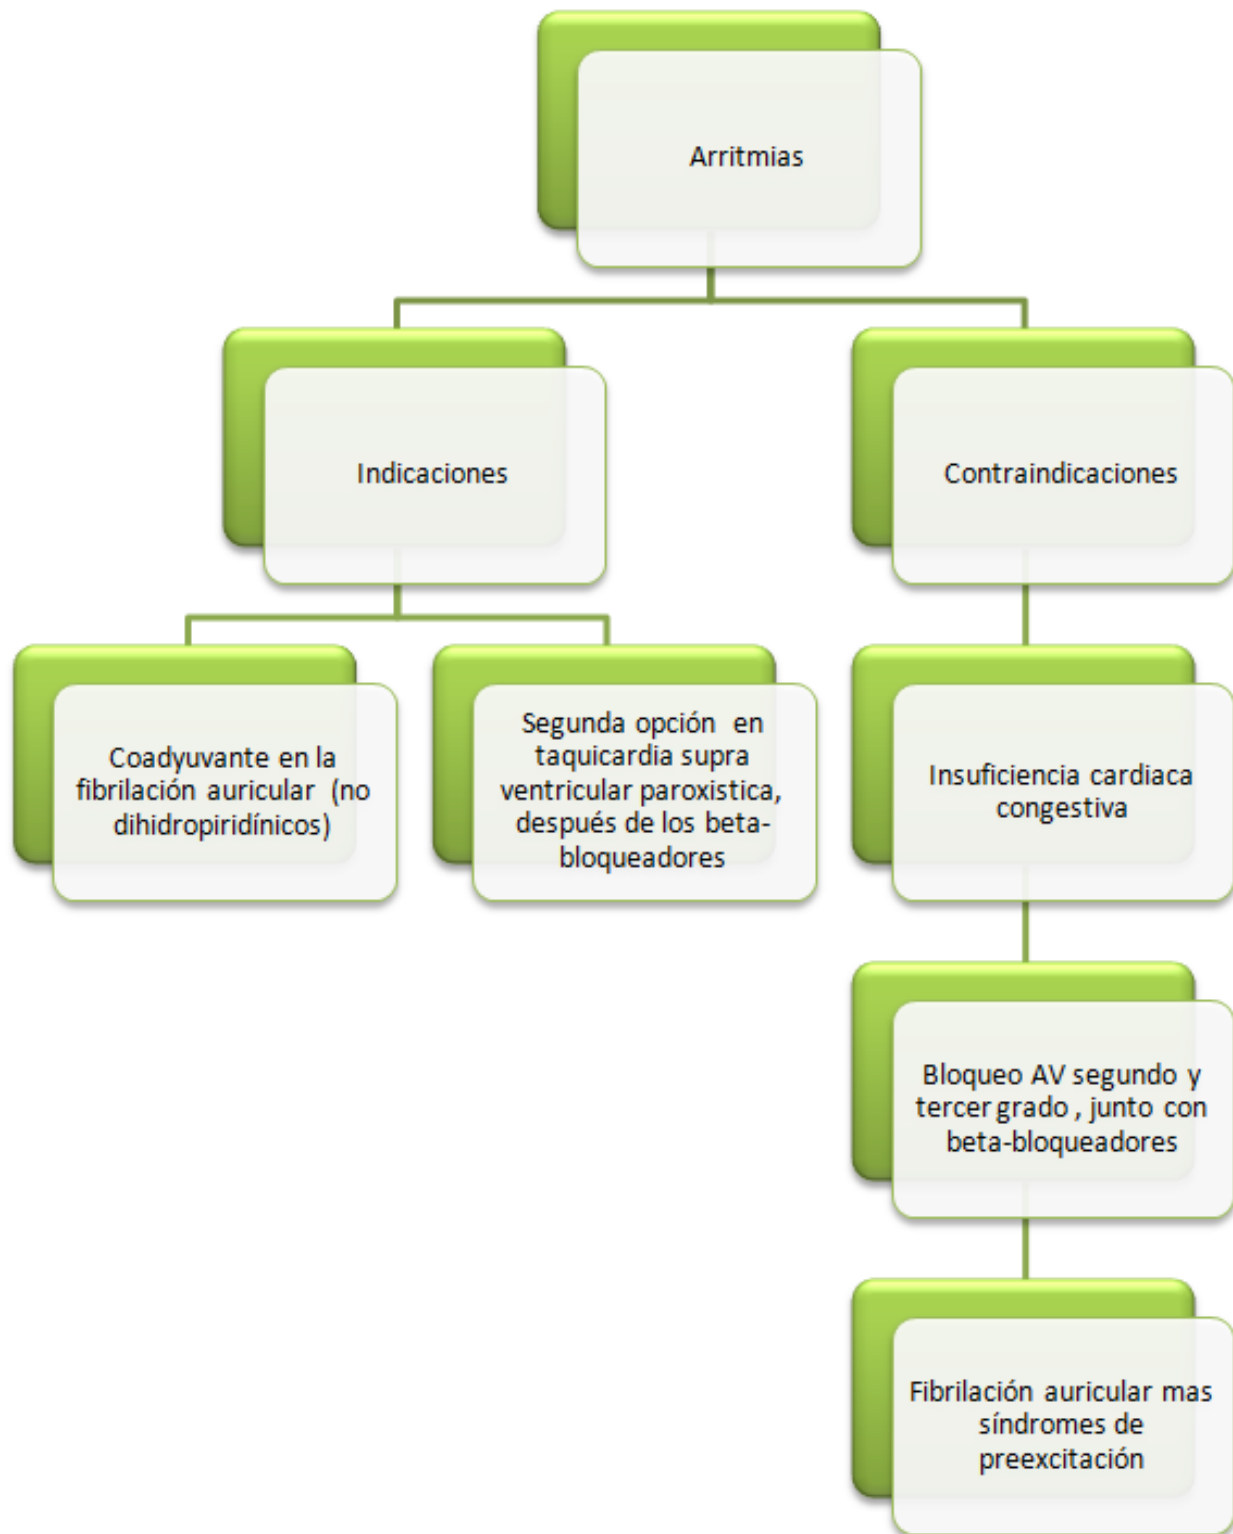 Arritmias
Indicaciones
Contraindicaciones
Coadyuvante en la
fibrilación auricular (no
dihidropiridínicos)
Segunda opción en
taquicardia supra
ventricular paroxistica,
después de los beta-
bloqueadores
Insuficiencia cardiaca
congestiva
Bloqueo AV segundo y
tercer grado , junto con
beta-bloqueadores
Fibrilación auricular mas
síndromes de
preexcitación